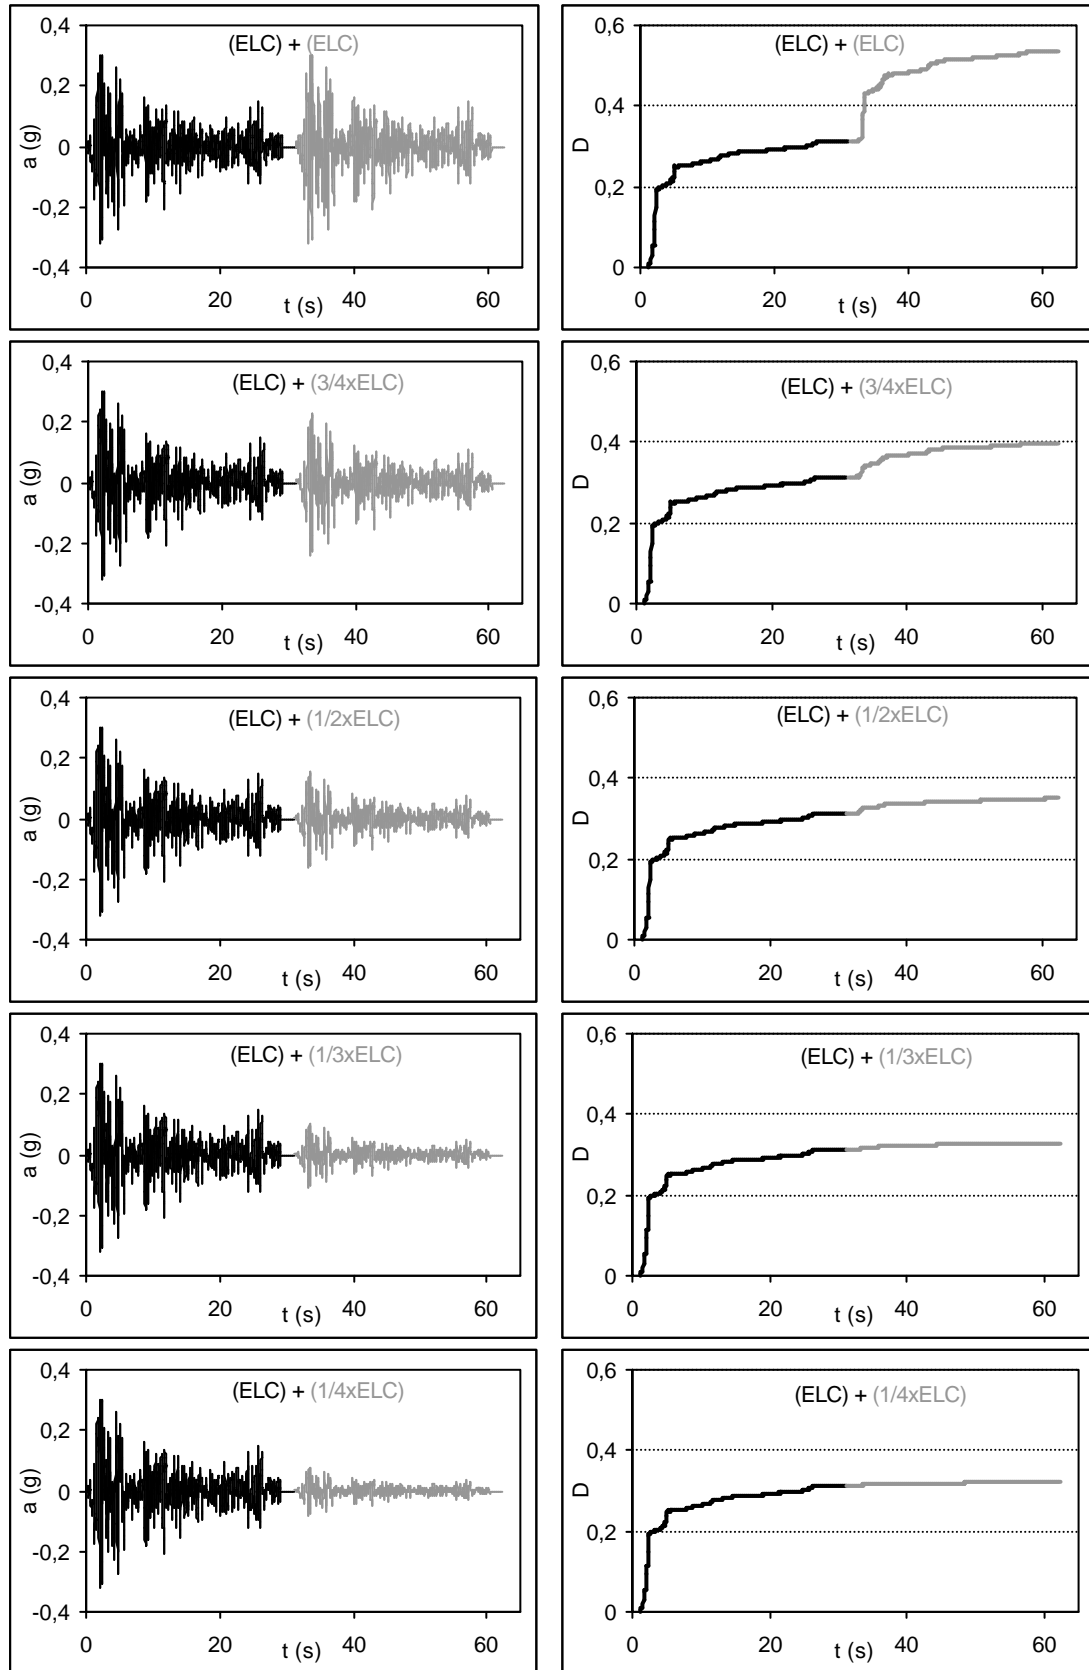 0,4
(ELC) + (ELC)
0,2
a (g)
0
-0,2
-0,4
0
20
40
60
t (s)
0,6
(ELC) + (ELC)
0,4
D
0,2
0
0
20
40
60
t (s)
0,4
(ELC) + (3/4xELC)
0,2
a (g)
0
-0,2
-0,4
0
20
40
60
t (s)
0,6
(ELC) + (3/4xELC)
0,4
D
0,2
0
0
20
40
60
t (s)
0,4
(ELC) + (1/2xELC)
0,2
a (g)
0
-0,2
-0,4
0
20
40
60
t (s)
0,6
(ELC) + (1/2xELC)
0,4
D
0,2
0
0
20
40
60
t (s)
0,4
(ELC) + (1/3xELC)
0,2
a (g)
0
-0,2
-0,4
0
20
40
60
t (s)
0,6
(ELC) + (1/3xELC)
0,4
D
0,2
0
0
20
40
60
t (s)
0,4
(ELC) + (1/4xELC)
0,2
a (g)
0
-0,2
-0,4
0
20
40
60
t (s)
0,6
(ELC) + (1/4xELC)
0,4
D
0,2
0
0
20
40
60
t (s)